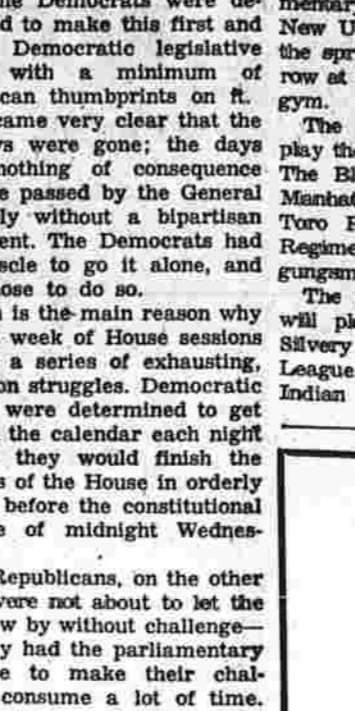 the Democrats were de-
d to make this first and
Democratic legislative
with a minimum of
can thumbprints on it.
came very clear that the
s were gone; the days
nothing of consequence
e passed by the General
ly without a bipartisan
ent. The Democrats had
scle to go it alone, and
ose to do so.
is the main reason why
week of House sessions
a series of exhausting,
on struggles. Democratic
were determined to get
the calendar each night
they would finish the
s of the House in orderly
before the constitutional
e of midnight Wednes-
Republicans, on the other
were not about to let the
w by without challenge—
y had the parliamentary
e to make their chal-
consume a lot of time.
mentar
New U
the spr
row at
gym.
The
play the
The Bl
Manhat
Toro F
Regime
gungsm
The
will pl
Silvery
League
Indian